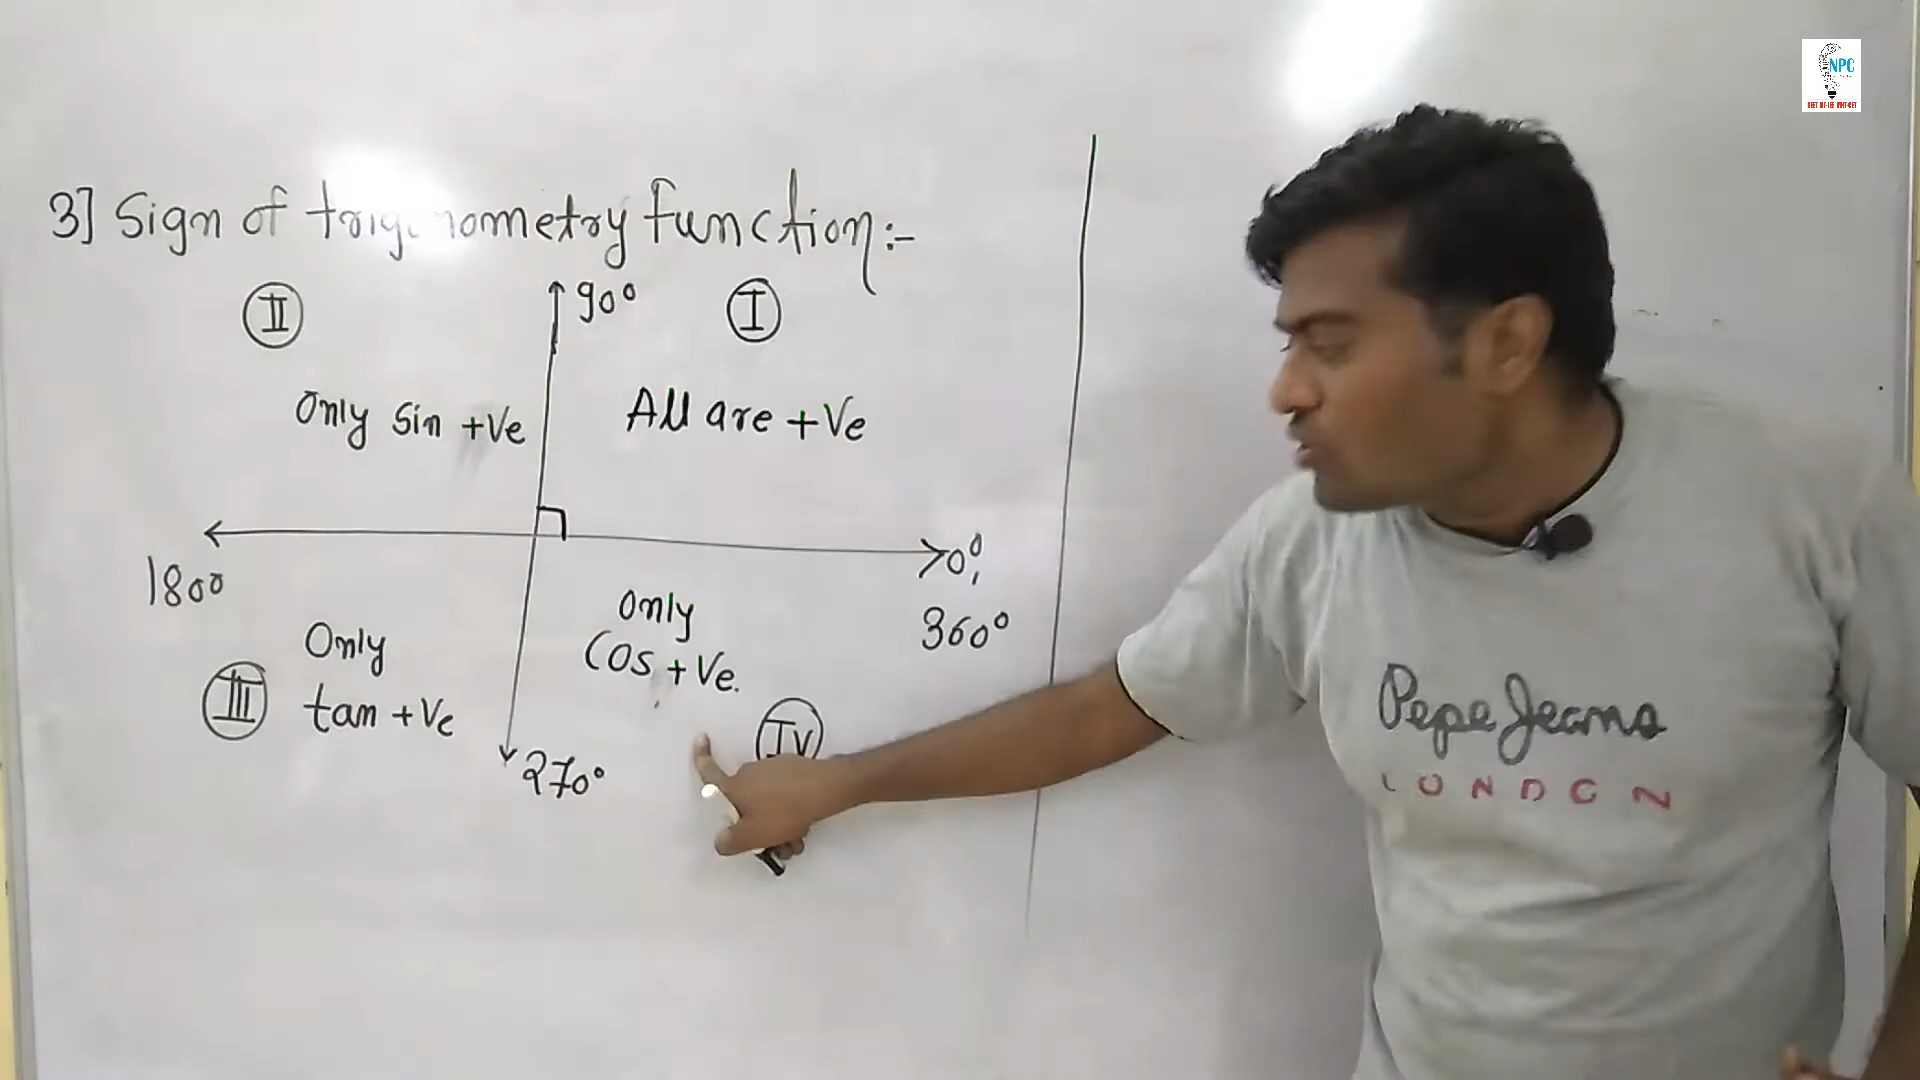 3] Sign of trigonometry function:-
II
90°
I
Only Sin +Ve
All are +Ve
180°
0°,
360°
Only
Cos +Ve.
Only
III
tan +Ve
IV
270°
Pepe Jeans
LONDON
NPC